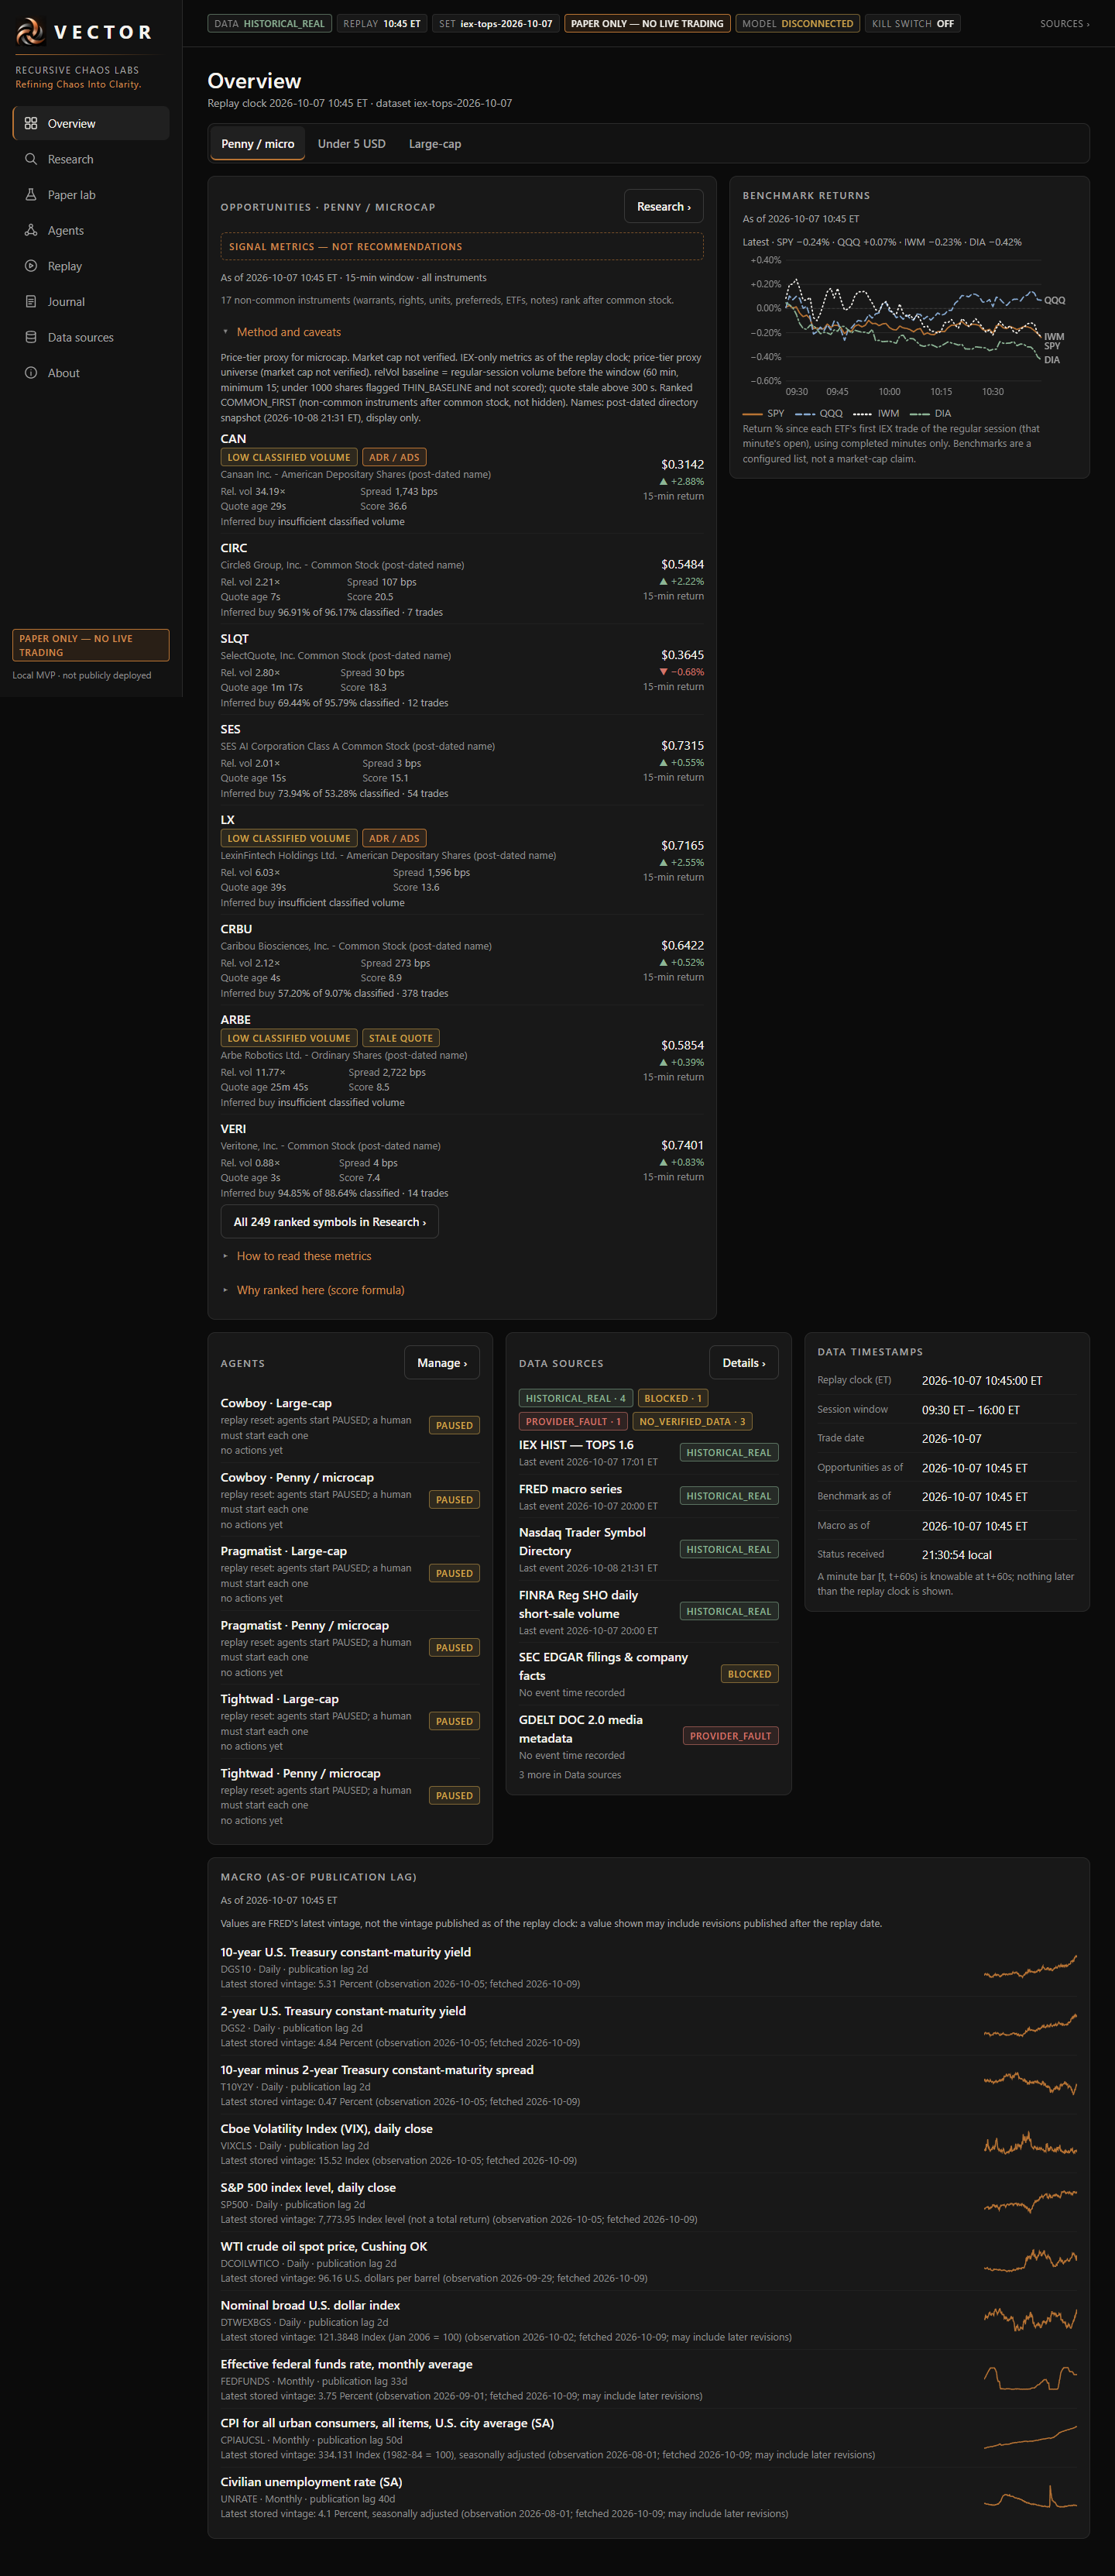 VECTOR
RECURSIVE CHAOS LABS
Refining Chaos Into Clarity.
Overview
Research
Paper lab
Agents
Replay
Journal
Data sources
About
PAPER ONLY — NO LIVE
TRADING
Local MVP · not publicly deployed
DATA HISTORICAL_REAL
REPLAY 10:45 ET
SET iex-tops-2026-10-07
PAPER ONLY — NO LIVE TRADING
MODEL DISCONNECTED
KILL SWITCH OFF
SOURCES ›
Overview
Replay clock 2026-10-07 10:45 ET · dataset iex-tops-2026-10-07
Penny / micro
Under 5 USD
Large-cap
OPPORTUNITIES · PENNY / MICROCAP
Research ›
SIGNAL METRICS — NOT RECOMMENDATIONS
As of 2026-10-07 10:45 ET · 15-min window · all instruments
17 non-common instruments (warrants, rights, units, preferreds, ETFs, notes) rank after common stock.
Method and caveats
Price-tier proxy for microcap. Market cap not verified. IEX-only metrics as of the replay clock; price-tier proxy
universe (market cap not verified). relVol baseline = regular-session volume before the window (60 min,
minimum 15; under 1000 shares flagged THIN_BASELINE and not scored); quote stale above 300 s. Ranked
COMMON_FIRST (non-common instruments after common stock, not hidden). Names: post-dated directory
snapshot (2026-10-08 21:31 ET), display only.
CAN
LOW CLASSIFIED VOLUME
ADR / ADS
Canaan Inc. - American Depositary Shares (post-dated name)
Rel. vol 34.19× Spread 1,743 bps
Quote age 29s Score 36.6
Inferred buy insufficient classified volume
$0.3142
▲ +2.88%
15-min return
CIRC
Circle8 Group, Inc. - Common Stock (post-dated name)
Rel. vol 2.21× Spread 107 bps
Quote age 7s Score 20.5
Inferred buy 96.91% of 96.17% classified · 7 trades
$0.5484
▲ +2.22%
15-min return
SLQT
SelectQuote, Inc. Common Stock (post-dated name)
Rel. vol 2.80× Spread 30 bps
Quote age 1m 17s Score 18.3
Inferred buy 69.44% of 95.79% classified · 12 trades
$0.3645
▼ −0.68%
15-min return
SES
SES AI Corporation Class A Common Stock (post-dated name)
Rel. vol 2.01× Spread 3 bps
Quote age 15s Score 15.1
Inferred buy 73.94% of 53.28% classified · 54 trades
$0.7315
▲ +0.55%
15-min return
LX
LOW CLASSIFIED VOLUME
ADR / ADS
LexinFintech Holdings Ltd. - American Depositary Shares (post-dated name)
Rel. vol 6.03× Spread 1,596 bps
Quote age 39s Score 13.6
Inferred buy insufficient classified volume
$0.7165
▲ +2.55%
15-min return
CRBU
Caribou Biosciences, Inc. - Common Stock (post-dated name)
Rel. vol 2.12× Spread 273 bps
Quote age 4s Score 8.9
Inferred buy 57.20% of 9.07% classified · 378 trades
$0.6422
▲ +0.52%
15-min return
ARBE
LOW CLASSIFIED VOLUME
STALE QUOTE
Arbe Robotics Ltd. - Ordinary Shares (post-dated name)
Rel. vol 11.77× Spread 2,722 bps
Quote age 25m 45s Score 8.5
Inferred buy insufficient classified volume
$0.5854
▲ +0.39%
15-min return
VERI
Veritone, Inc. - Common Stock (post-dated name)
Rel. vol 0.88× Spread 4 bps
Quote age 3s Score 7.4
Inferred buy 94.85% of 88.64% classified · 14 trades
$0.7401
▲ +0.83%
15-min return
All 249 ranked symbols in Research ›
How to read these metrics
Why ranked here (score formula)
BENCHMARK RETURNS
As of 2026-10-07 10:45 ET
Latest · SPY −0.24% · QQQ +0.07% · IWM −0.23% · DIA −0.42%
+0.40%
+0.20%
0.00%
−0.20%
−0.40%
−0.60%
QQQ
IWM
SPY
DIA
09:30 09:45 10:00 10:15 10:30
SPY QQQ IWM DIA
Return % since each ETF's first IEX trade of the regular session (that
minute's open), using completed minutes only. Benchmarks are a
configured list, not a market-cap claim.
AGENTS
Manage ›
Cowboy · Large-cap
replay reset: agents start PAUSED; a human
must start each one
no actions yet
PAUSED
Cowboy · Penny / microcap
replay reset: agents start PAUSED; a human
must start each one
no actions yet
PAUSED
Pragmatist · Large-cap
replay reset: agents start PAUSED; a human
must start each one
no actions yet
PAUSED
Pragmatist · Penny / microcap
replay reset: agents start PAUSED; a human
must start each one
no actions yet
PAUSED
Tightwad · Large-cap
replay reset: agents start PAUSED; a human
must start each one
no actions yet
PAUSED
Tightwad · Penny / microcap
replay reset: agents start PAUSED; a human
must start each one
no actions yet
PAUSED
DATA SOURCES
Details ›
HISTORICAL_REAL · 4
BLOCKED · 1
PROVIDER_FAULT · 1
NO_VERIFIED_DATA · 3
IEX HIST — TOPS 1.6
Last event 2026-10-07 17:01 ET
HISTORICAL_REAL
FRED macro series
Last event 2026-10-07 20:00 ET
HISTORICAL_REAL
Nasdaq Trader Symbol
Directory
Last event 2026-10-08 21:31 ET
HISTORICAL_REAL
FINRA Reg SHO daily
short-sale volume
Last event 2026-10-07 20:00 ET
HISTORICAL_REAL
SEC EDGAR filings & company
facts
No event time recorded
BLOCKED
GDELT DOC 2.0 media
metadata
No event time recorded
PROVIDER_FAULT
3 more in Data sources
DATA TIMESTAMPS
Replay clock (ET) 2026-10-07 10:45:00 ET
Session window 09:30 ET – 16:00 ET
Trade date 2026-10-07
Opportunities as of 2026-10-07 10:45 ET
Benchmark as of 2026-10-07 10:45 ET
Macro as of 2026-10-07 10:45 ET
Status received 21:30:54 local
A minute bar [t, t+60s) is knowable at t+60s; nothing later
than the replay clock is shown.
MACRO (AS-OF PUBLICATION LAG)
As of 2026-10-07 10:45 ET
Values are FRED's latest vintage, not the vintage published as of the replay clock: a value shown may include revisions published after the replay date.
10-year U.S. Treasury constant-maturity yield
DGS10 · Daily · publication lag 2d
Latest stored vintage: 5.31 Percent (observation 2026-10-05; fetched 2026-10-09)
2-year U.S. Treasury constant-maturity yield
DGS2 · Daily · publication lag 2d
Latest stored vintage: 4.84 Percent (observation 2026-10-05; fetched 2026-10-09)
10-year minus 2-year Treasury constant-maturity spread
T10Y2Y · Daily · publication lag 2d
Latest stored vintage: 0.47 Percent (observation 2026-10-05; fetched 2026-10-09)
Cboe Volatility Index (VIX), daily close
VIXCLS · Daily · publication lag 2d
Latest stored vintage: 15.52 Index (observation 2026-10-05; fetched 2026-10-09)
S&P 500 index level, daily close
SP500 · Daily · publication lag 2d
Latest stored vintage: 7,773.95 Index level (not a total return) (observation 2026-10-05; fetched 2026-10-09)
WTI crude oil spot price, Cushing OK
DCOILWTICO · Daily · publication lag 2d
Latest stored vintage: 96.16 U.S. dollars per barrel (observation 2026-09-29; fetched 2026-10-09)
Nominal broad U.S. dollar index
DTWEXBGS · Daily · publication lag 2d
Latest stored vintage: 121.3848 Index (Jan 2006 = 100) (observation 2026-10-02; fetched 2026-10-09; may include later revisions)
Effective federal funds rate, monthly average
FEDFUNDS · Monthly · publication lag 33d
Latest stored vintage: 3.75 Percent (observation 2026-09-01; fetched 2026-10-09; may include later revisions)
CPI for all urban consumers, all items, U.S. city average (SA)
CPIAUCSL · Monthly · publication lag 50d
Latest stored vintage: 334.131 Index (1982-84 = 100), seasonally adjusted (observation 2026-08-01; fetched 2026-10-09; may include later revisions)
Civilian unemployment rate (SA)
UNRATE · Monthly · publication lag 40d
Latest stored vintage: 4.1 Percent, seasonally adjusted (observation 2026-08-01; fetched 2026-10-09; may include later revisions)